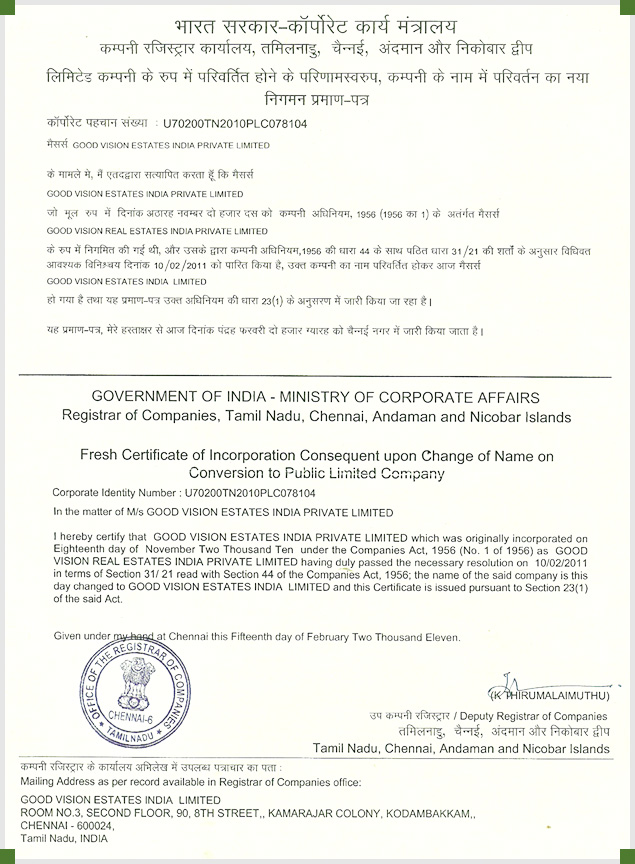 भारत सरकार-कॉर्पोरेट कार्य मंत्रालय
कम्पनी रजिस्ट्रार कार्यालय, तमिलनाडु, चैन्नई, अंदमान और निकोबार द्वीप
लिमिटेड कम्पनी के रुप में परिवर्तित होने के परिणामस्वरुप, कम्पनी के नाम में परिवर्तन का नया
निगमन प्रमाण-पत्र
कॉर्पोरेट पहचान संख्या : U70200TN2010PLC078104
मैसर्स GOOD VISION ESTATES INDIA PRIVATE LIMITED
के मामले मे, मैं एतदद्वारा सत्यापित करता हूँ कि मैसर्स
GOOD VISION ESTATES INDIA PRIVATE LIMITED
जो मूल रुप में दिनांक अठारह नवम्बर दो हजार दस को कम्पनी अधिनियम, 1956 (1956 का 1) के अतंर्गत मैसर्स
GOOD VISION REAL ESTATES INDIA PRIVATE LIMITED
के रुप में निगमित की गई थी, और उसके द्वारा कम्पनी अधिनियम,1956 की धारा 44 के साथ पठित धारा 31/21 की शर्तों के अनुसार विधिवत
आवश्यक विनिश्चय दिनांक 10/02/2011 को पारित किया है, उक्त कम्पनी का नाम परिवर्तित होकर आज मैसर्स
GOOD VISION ESTATES INDIA LIMITED
हो गया है तथा यह प्रमाण-पत्र उक्त अधिनियम की धारा 23(1) के अनुसरण में जारी किया जा रहा है।
यह प्रमाण-पत्र, मेरे हस्ताक्षर से आज दिनांक पंद्रह फरवरी दो हजार ग्यारह को चैन्नई नगर में जारी किया जाता है।
GOVERNMENT OF INDIA - MINISTRY OF CORPORATE AFFAIRS
Registrar of Companies, Tamil Nadu, Chennai, Andaman and Nicobar Islands
Fresh Certificate of Incorporation Consequent upon Change of Name on
Conversion to Public Limited Company
Corporate Identity Number : U70200TN2010PLC078104
In the matter of M/s GOOD VISION ESTATES INDIA PRIVATE LIMITED
I hereby certify that GOOD VISION ESTATES INDIA PRIVATE LIMITED which was originally incorporated on
Eighteenth day of November Two Thousand Ten under the Companies Act, 1956 (No. 1 of 1956) as GOOD
VISION REAL ESTATES INDIA PRIVATE LIMITED having duly passed the necessary resolution on 10/02/2011
in terms of Section 31/ 21 read with Section 44 of the Companies Act, 1956; the name of the said company is this
day changed to GOOD VISION ESTATES INDIA LIMITED and this Certificate is issued pursuant to Section 23(1)
of the said Act.
Given under my hand at Chennai this Fifteenth day of February Two Thousand Eleven.
OFFICE OF THE REGISTRAR OF COMPANIES
CHENNAI-6
* TAMILNADU *
(K THIRUMALAIMUTHU)
उप कम्पनी रजिस्ट्रार / Deputy Registrar of Companies
तमिलनाडु, चैन्नई, अंदमान और निकोबार द्वीप
Tamil Nadu, Chennai, Andaman and Nicobar Islands
कम्पनी रजिस्ट्रार के कार्यालय अभिलेख में उपलब्ध पत्राचार का पता :
Mailing Address as per record available in Registrar of Companies office:
GOOD VISION ESTATES INDIA LIMITED
ROOM NO.3, SECOND FLOOR, 90, 8TH STREET,, KAMARAJAR COLONY, KODAMBAKKAM,,
CHENNAI - 600024,
Tamil Nadu, INDIA